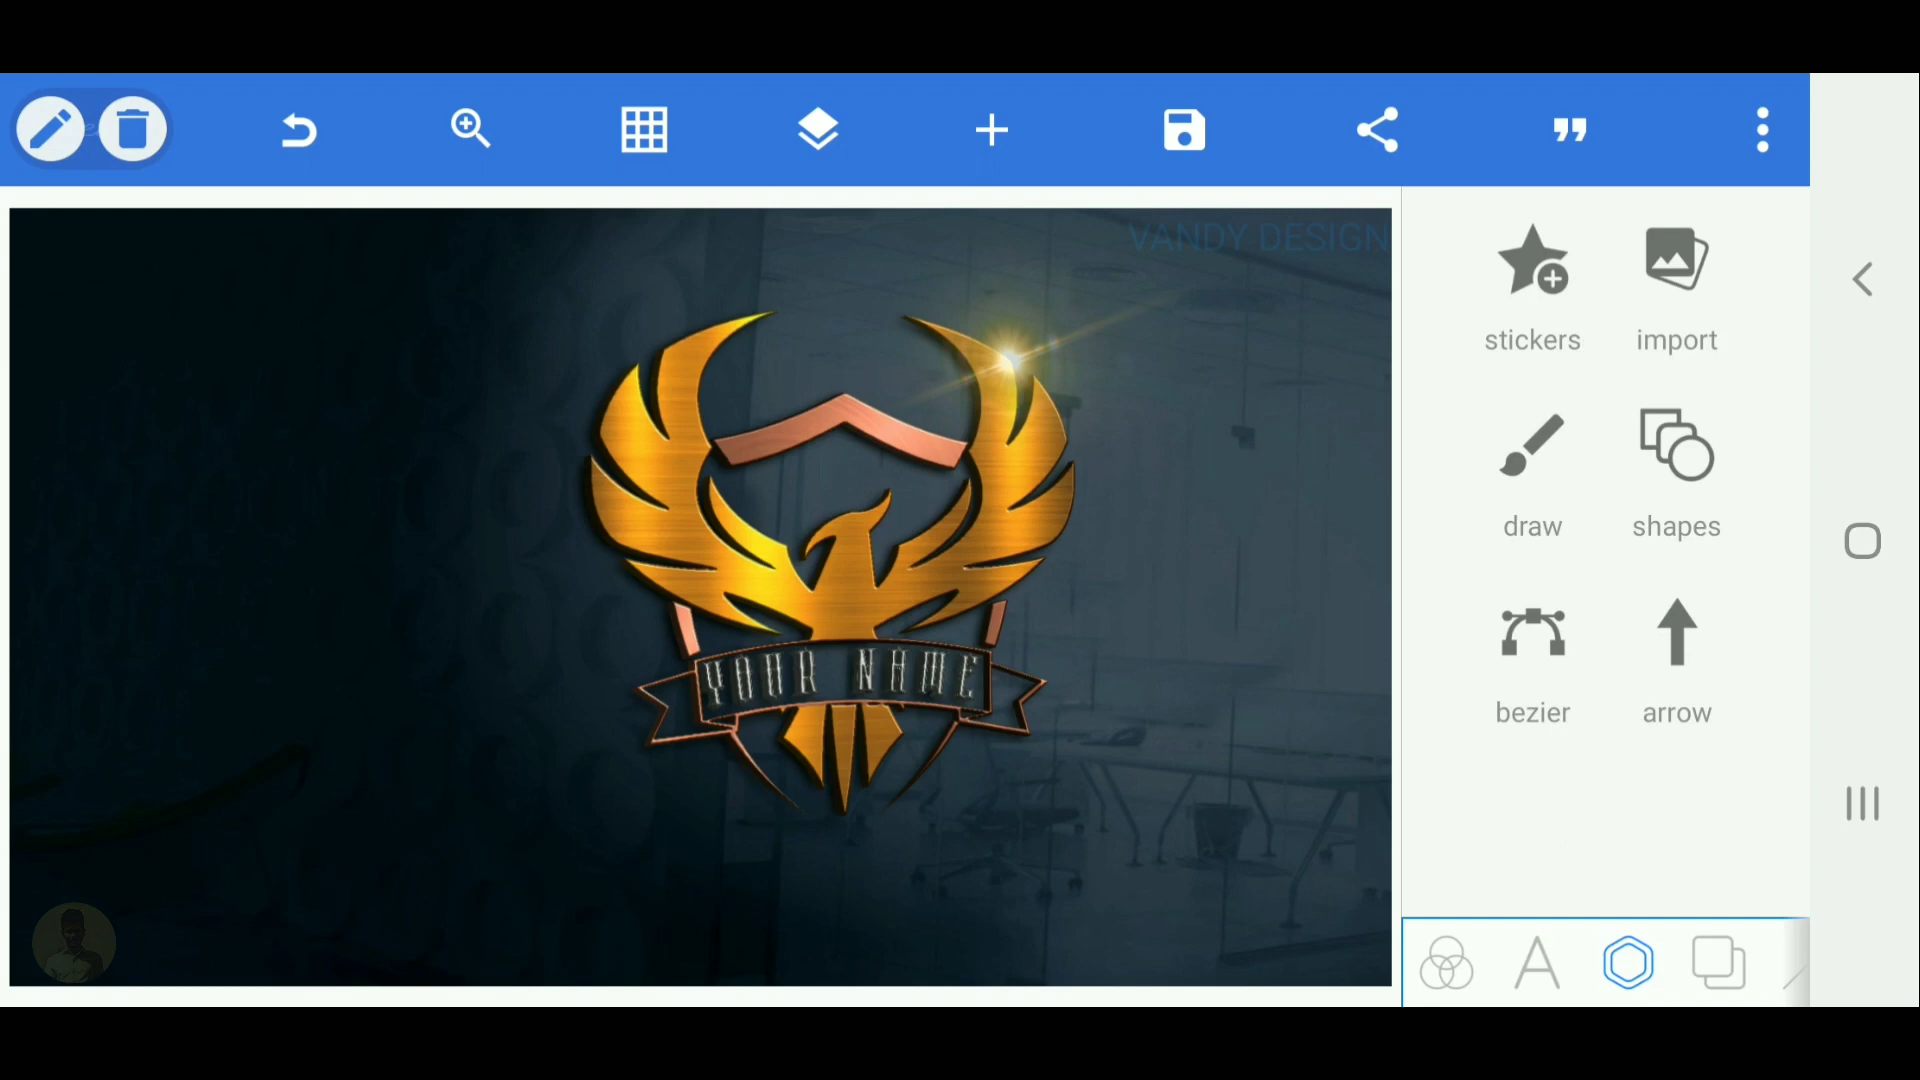 VANDY DESIGN
stickers
import
draw
shapes
YOUR NAME
bezier
arrow